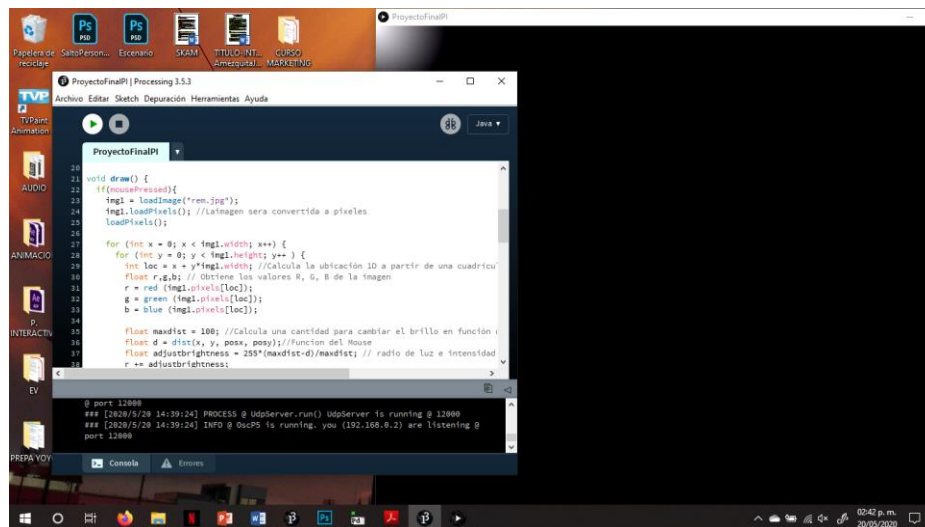 Papelera de reciclaje
SaltoPerson...
Escenario
SKAM
TITULO-INT... AmezquitaJ...
CURSO MARKETING
ProyectoFinalPI
ProyectoFinalPI | Processing 3.5.3
Archivo Editar Sketch Depuración Herramientas Ayuda
TVP
TVPaint Animation
Java
ProyectoFinalPI
AUDIO
ANIMACIO
P. INTERACTIV
EV
PREPA YOY
20
21 void draw() {
22 if(mousePressed){
23 img1 = loadImage("rem.jpg");
24 img1.loadPixels(); //Laimagen sera convertida a pixeles
25 loadPixels();
26
27 for (int x = 0; x < img1.width; x++) {
28 for (int y = 0; y < img1.height; y++ ) {
29 int loc = x + y*img1.width; //Calcula la ubicación 1D a partir de una cuadrícul
30 float r,g,b; // Obtiene los valores R, G, B de la imagen
31 r = red (img1.pixels[loc]);
32 g = green (img1.pixels[loc]);
33 b = blue (img1.pixels[loc]);
34
35 float maxdist = 100; //Calcula una cantidad para cambiar el brillo en función
36 float d = dist(x, y, posx, posy);//Funcion del Mouse
37 float adjustbrightness = 255*(maxdist-d)/maxdist; // radio de luz e intensidad
38 r += adjustbrightness;
@ port 12000
### [2020/5/20 14:39:24] PROCESS @ UdpServer.run() UdpServer is running @ 12000
### [2020/5/20 14:39:24] INFO @ OscP5 is running. you (192.168.0.2) are listening @
port 12000
Consola Errores
02:42 p. m.
20/05/2020